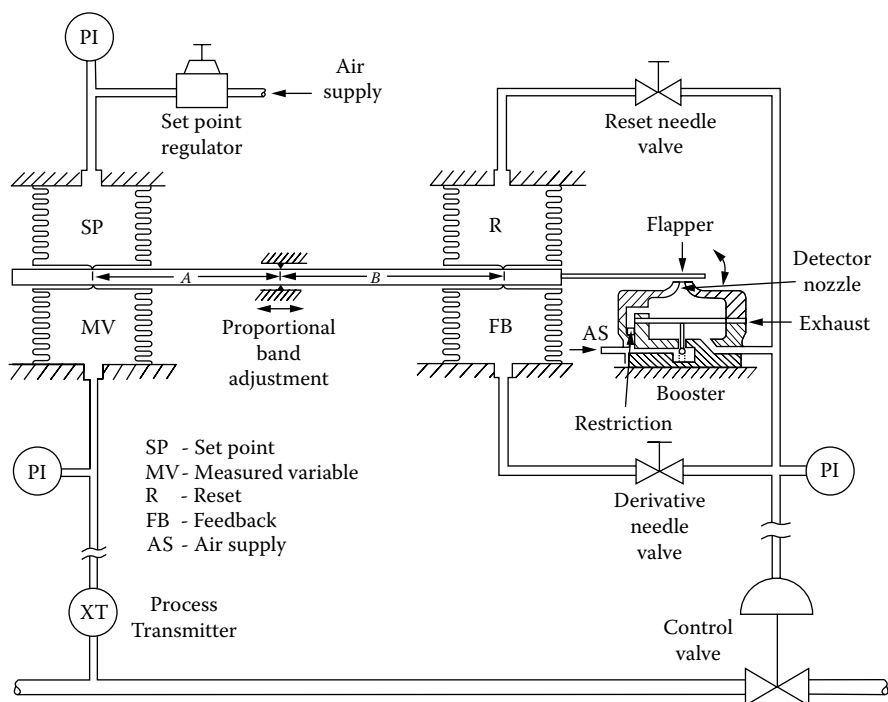 PI
Air
supply
Set point
regulator
Reset needle
valve
SP
R
Flapper
Detector
nozzle
A
B
MV
Proportional
band
adjustment
FB
AS
Exhaust
Booster
Restriction
SP - Set point
MV - Measured variable
R - Reset
FB - Feedback
AS - Air supply
PI
Derivative
needle
valve
PI
XT
Process
Transmitter
Control
valve